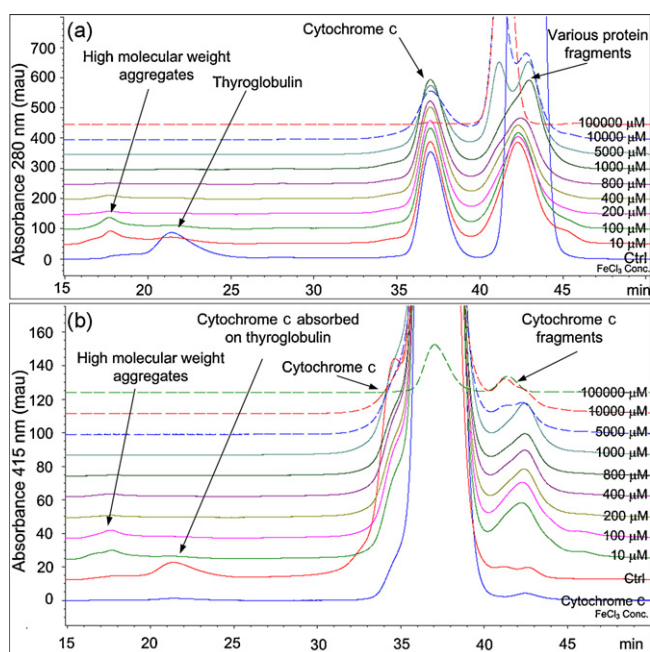 (a)
Cytochrome c
High molecular weight
aggregates
Various protein
fragments
Thyroglobulin
Absorbance 280 nm (mau)
700
600
500
400
300
200
100
0
100000 µM
10000 µM
5000 µM
1000 µM
800 µM
400 µM
200 µM
100 µM
10 µM
Ctrl
FeCl₃ Conc.
15 20 25 30 35 40 min
(b)
Cytochrome c absorbed
on thyroglobulin
Cytochrome c
fragments
High molecular weight
aggregates
Cytochrome c
Absorbance 415 nm (mau)
160
140
120
100
80
60
40
20
0
100000 µM
10000 µM
5000 µM
1000 µM
800 µM
400 µM
200 µM
100 µM
10 µM
Ctrl
Cytochrome c
FeCl₃ Conc.
15 20 25 30 35 40 45 min